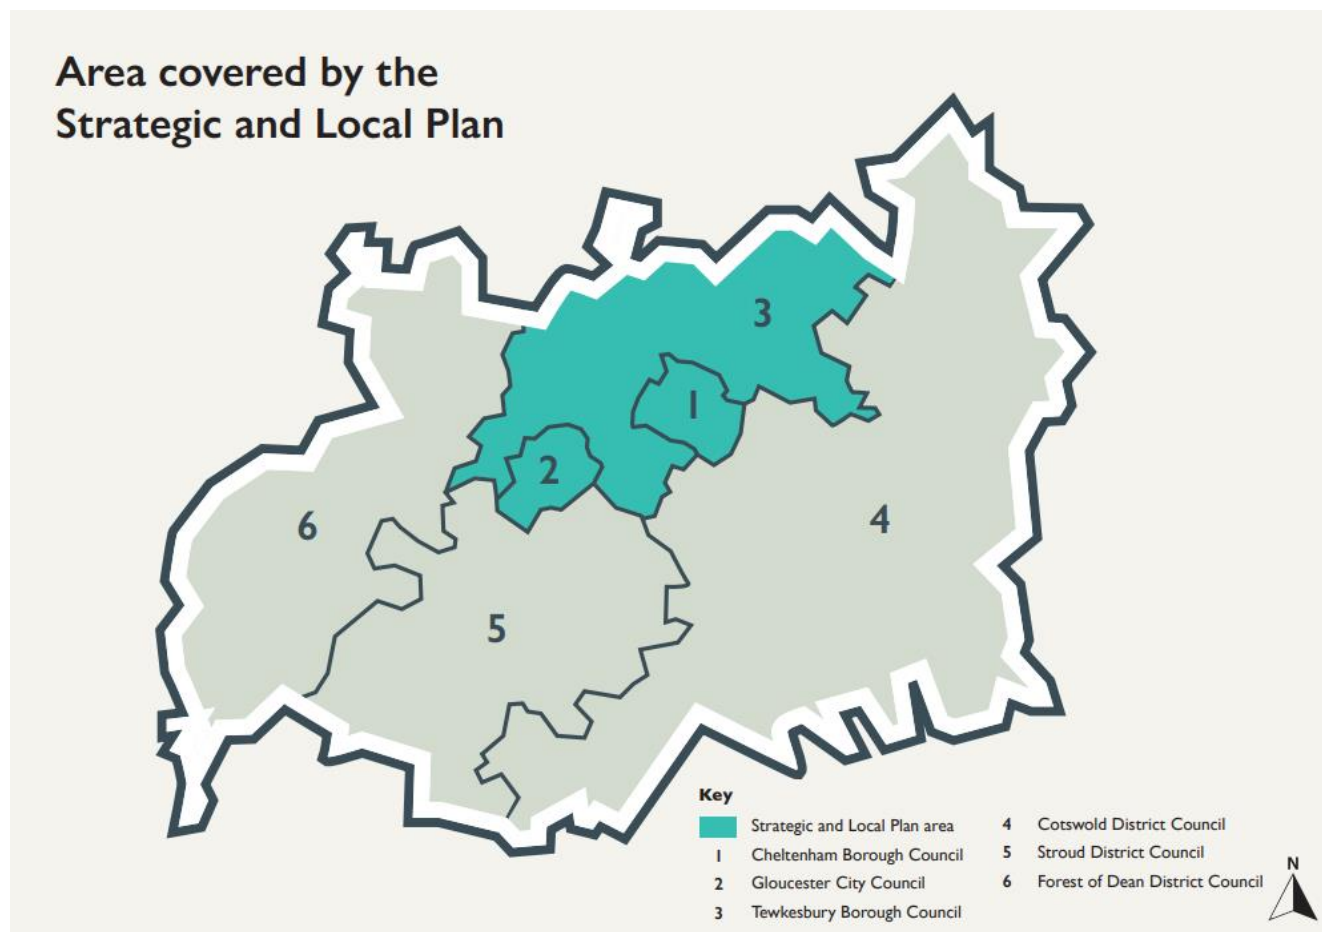 Area covered by the
Strategic and Local Plan
3
1
2
6
4
5
Key
Strategic and Local Plan area
1 Cheltenham Borough Council
2 Gloucester City Council
3 Tewkesbury Borough Council
4 Cotswold District Council
5 Stroud District Council
6 Forest of Dean District Council
N